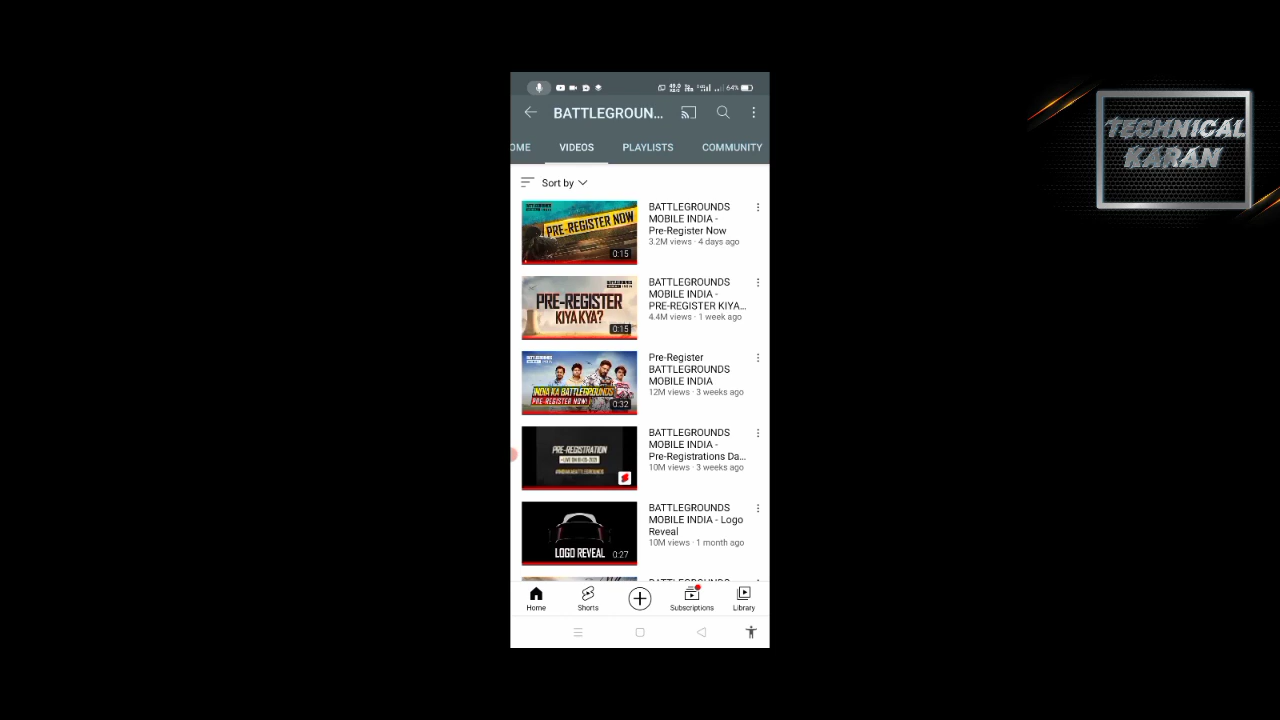 64%
BATTLEGROUN...
OME VIDEOS PLAYLISTS COMMUNITY
Sort by
PRE-REGISTER NOW
0:15
BATTLEGROUNDS
MOBILE INDIA -
Pre-Register Now
3.2M views · 4 days ago
PRE-REGISTER
KIYA KYA?
0:15
BATTLEGROUNDS
MOBILE INDIA -
PRE-REGISTER KIYA...
4.4M views · 1 week ago
INDIA KA BATTLEGROUNDS
PRE-REGISTER NOW
0:32
Pre-Register
BATTLEGROUNDS
MOBILE INDIA
12M views · 3 weeks ago
PRE-REGISTRATION
BATTLEGROUNDS
MOBILE INDIA -
Pre-Registrations Da...
10M views · 3 weeks ago
LOGO REVEAL
0:27
BATTLEGROUNDS
MOBILE INDIA - Logo
Reveal
10M views · 1 month ago
Home Shorts Subscriptions Library
TECHNICAL
KARAN